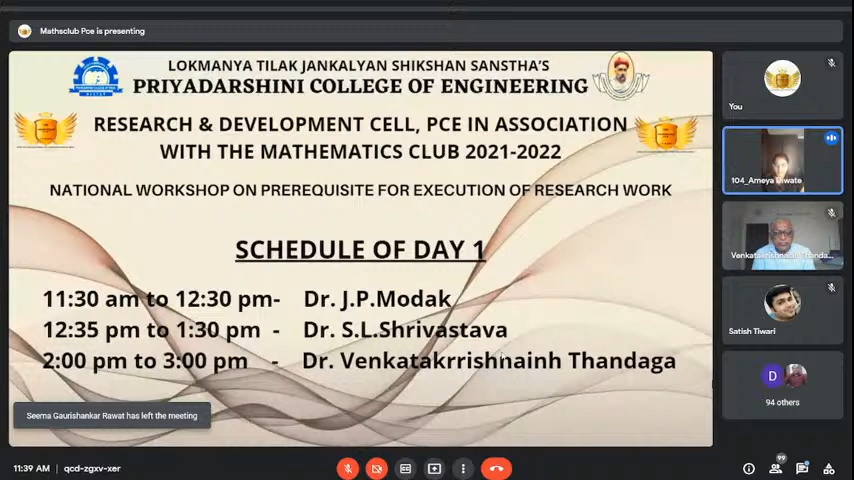 Mathsclub Pce is presenting
LOKMANYA TILAK JANKALYAN SHIKSHAN SANSTHA'S
PRIYADARSHINI COLLEGE OF ENGINEERING
RESEARCH & DEVELOPMENT CELL, PCE IN ASSOCIATION
WITH THE MATHEMATICS CLUB 2021-2022
NATIONAL WORKSHOP ON PREREQUISITE FOR EXECUTION OF RESEARCH WORK
SCHEDULE OF DAY 1
11:30 am to 12:30 pm- Dr. J.P.Modak
12:35 pm to 1:30 pm - Dr. S.L.Shrivastava
2:00 pm to 3:00 pm - Dr. Venkatakrrishnainh Thandaga
Seema Gaurishankar Rawat has left the meeting
You
104_Ameya Diwate
Venkatakrishnaiah Thanda...
Satish Tiwari
D
94 others
11:39 AM | qcd-zgxv-xer
99